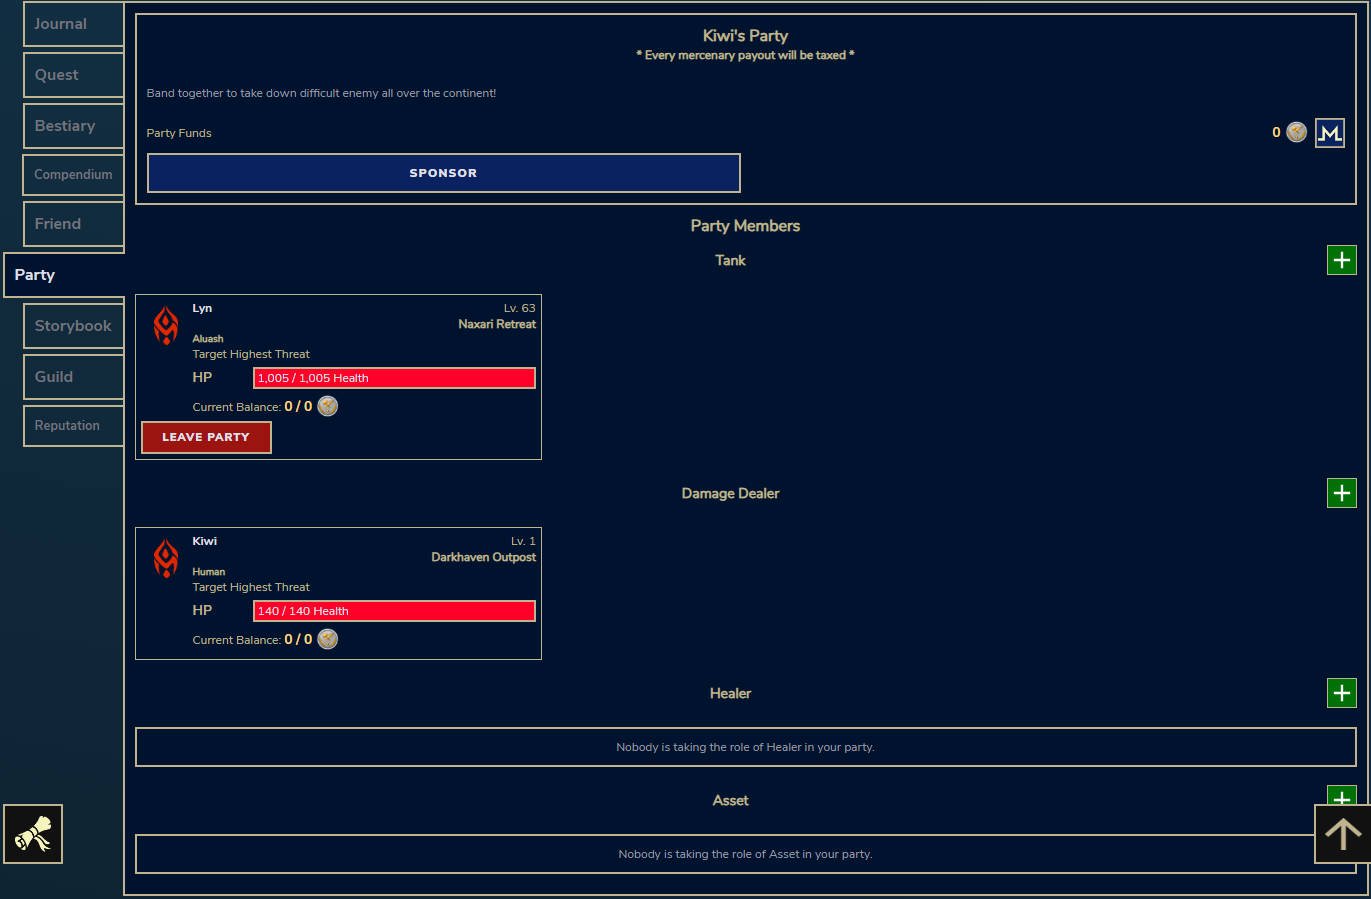 Journal
Quest
Bestiary
Compendium
Friend
Party
Storybook
Guild
Reputation
Kiwi's Party
* Every mercenary payout will be taxed *
Band together to take down difficult enemy all over the continent!
Party Funds
0
SPONSOR
Party Members
Tank
Lyn
Lv. 63
Naxari Retreat
Aluash
Target Highest Threat
HP
1,005 / 1,005 Health
Current Balance: 0 / 0
LEAVE PARTY
Damage Dealer
Kiwi
Lv. 1
Darkhaven Outpost
Human
Target Highest Threat
HP
140 / 140 Health
Current Balance: 0 / 0
Healer
Nobody is taking the role of Healer in your party.
Asset
Nobody is taking the role of Asset in your party.